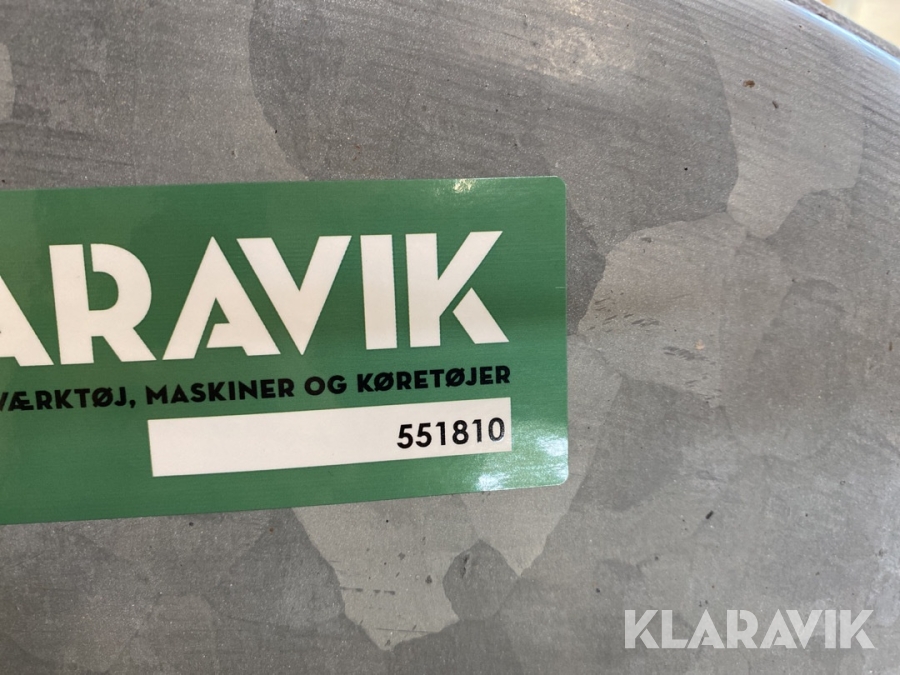 ARAVIK
VÆRKTØJ, MASKINER OG KØRETØJER
551810
KLARAVIK